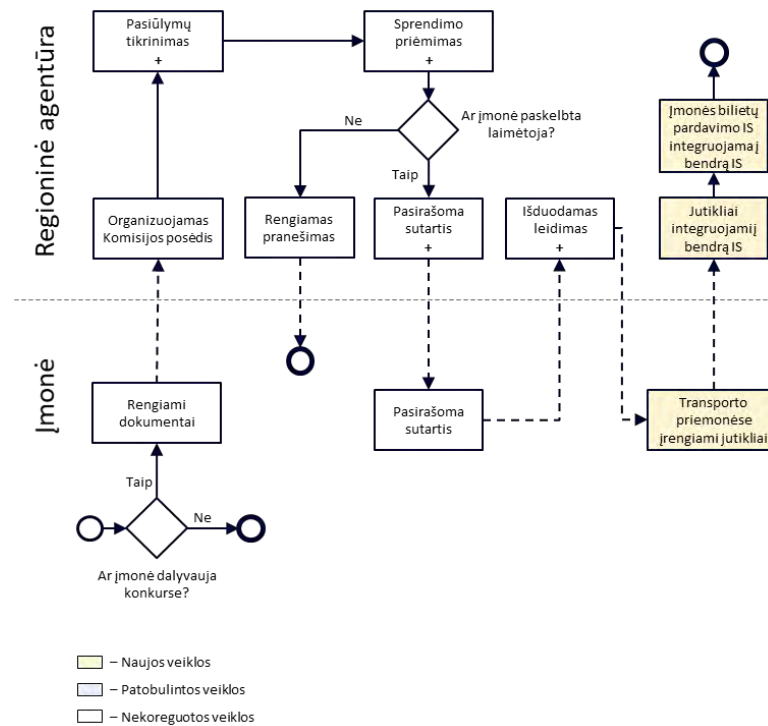 Regioninė agentūra
Pasiūlymų
tikrinimas
+
Sprendimo
priėmimas
+
Ar įmonė paskelbta
laimėtoja?
Ne
Taip
Įmonės bilietų
pardavimo IS
integruojama į
bendrą IS
Organizuojamas
Komisijos posėdis
Rengiamas
pranešimas
Pasirašoma
sutartis
+
Išduodamas
leidimas
+
Jutikliai
integruojami į
bendrą IS
Įmonė
Rengiami
dokumentai
Pasirašoma
sutartis
Transporto
priemonėse
įrengiami jutikliai
Taip
Ne
Ar įmonė dalyvauja
konkurse?
– Naujos veiklos
– Patobulintos veiklos
– Nekoreguotos veiklos